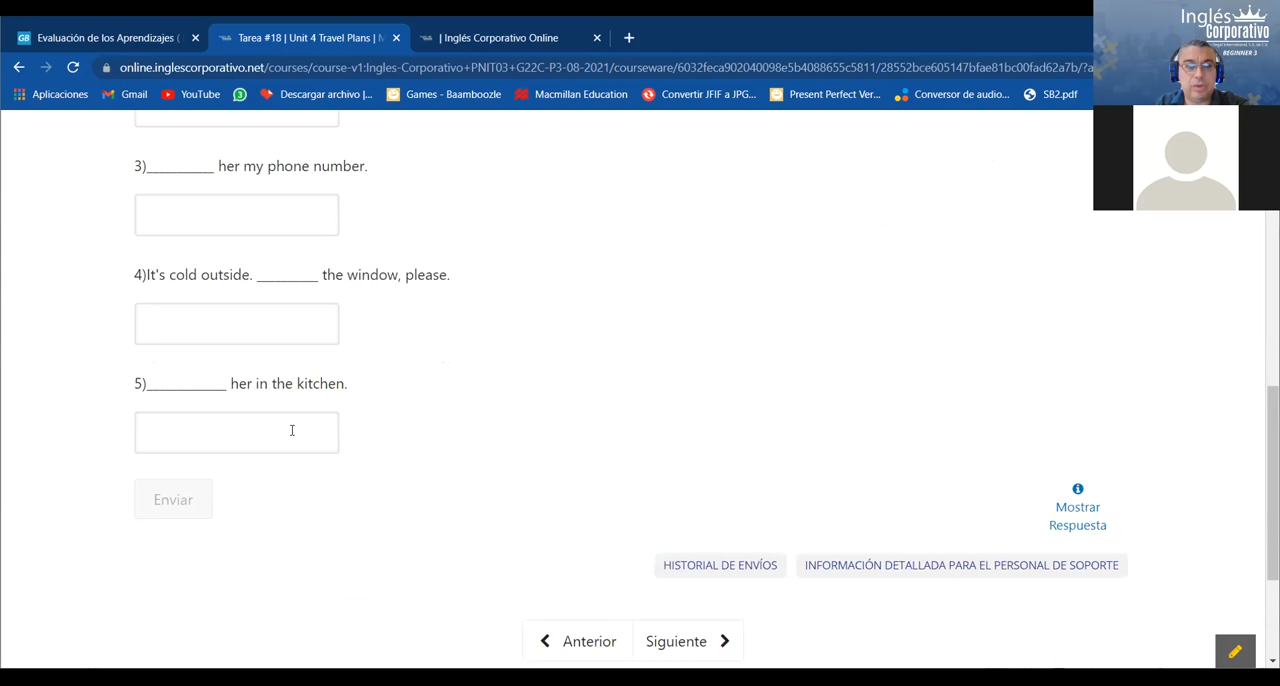 Evaluación de los Aprendizajes (
Tarea #18 | Unit 4 Travel Plans | M
| Inglés Corporativo Online
online.inglescorporativo.net/courses/course-v1:Ingles-Corporativo+PNIT03+G22C-P3-08-2021/courseware/6032feca902040098e5b4088655c5811/28552bce605147bfae81bc00fad62a7b/?a
Aplicaciones
Gmail
YouTube
Descargar archivo |...
Games - Baamboozle
Macmillan Education
Convertir JFIF a JPG...
Present Perfect Ver...
Conversor de audio...
SB2.pdf
Inglés
Corporativo
BEGINNER 3
3)__________ her my phone number.
4)It's cold outside. _________ the window, please.
5)____________ her in the kitchen.
Enviar
Mostrar
Respuesta
HISTORIAL DE ENVÍOS
INFORMACIÓN DETALLADA PARA EL PERSONAL DE SOPORTE
Anterior
Siguiente